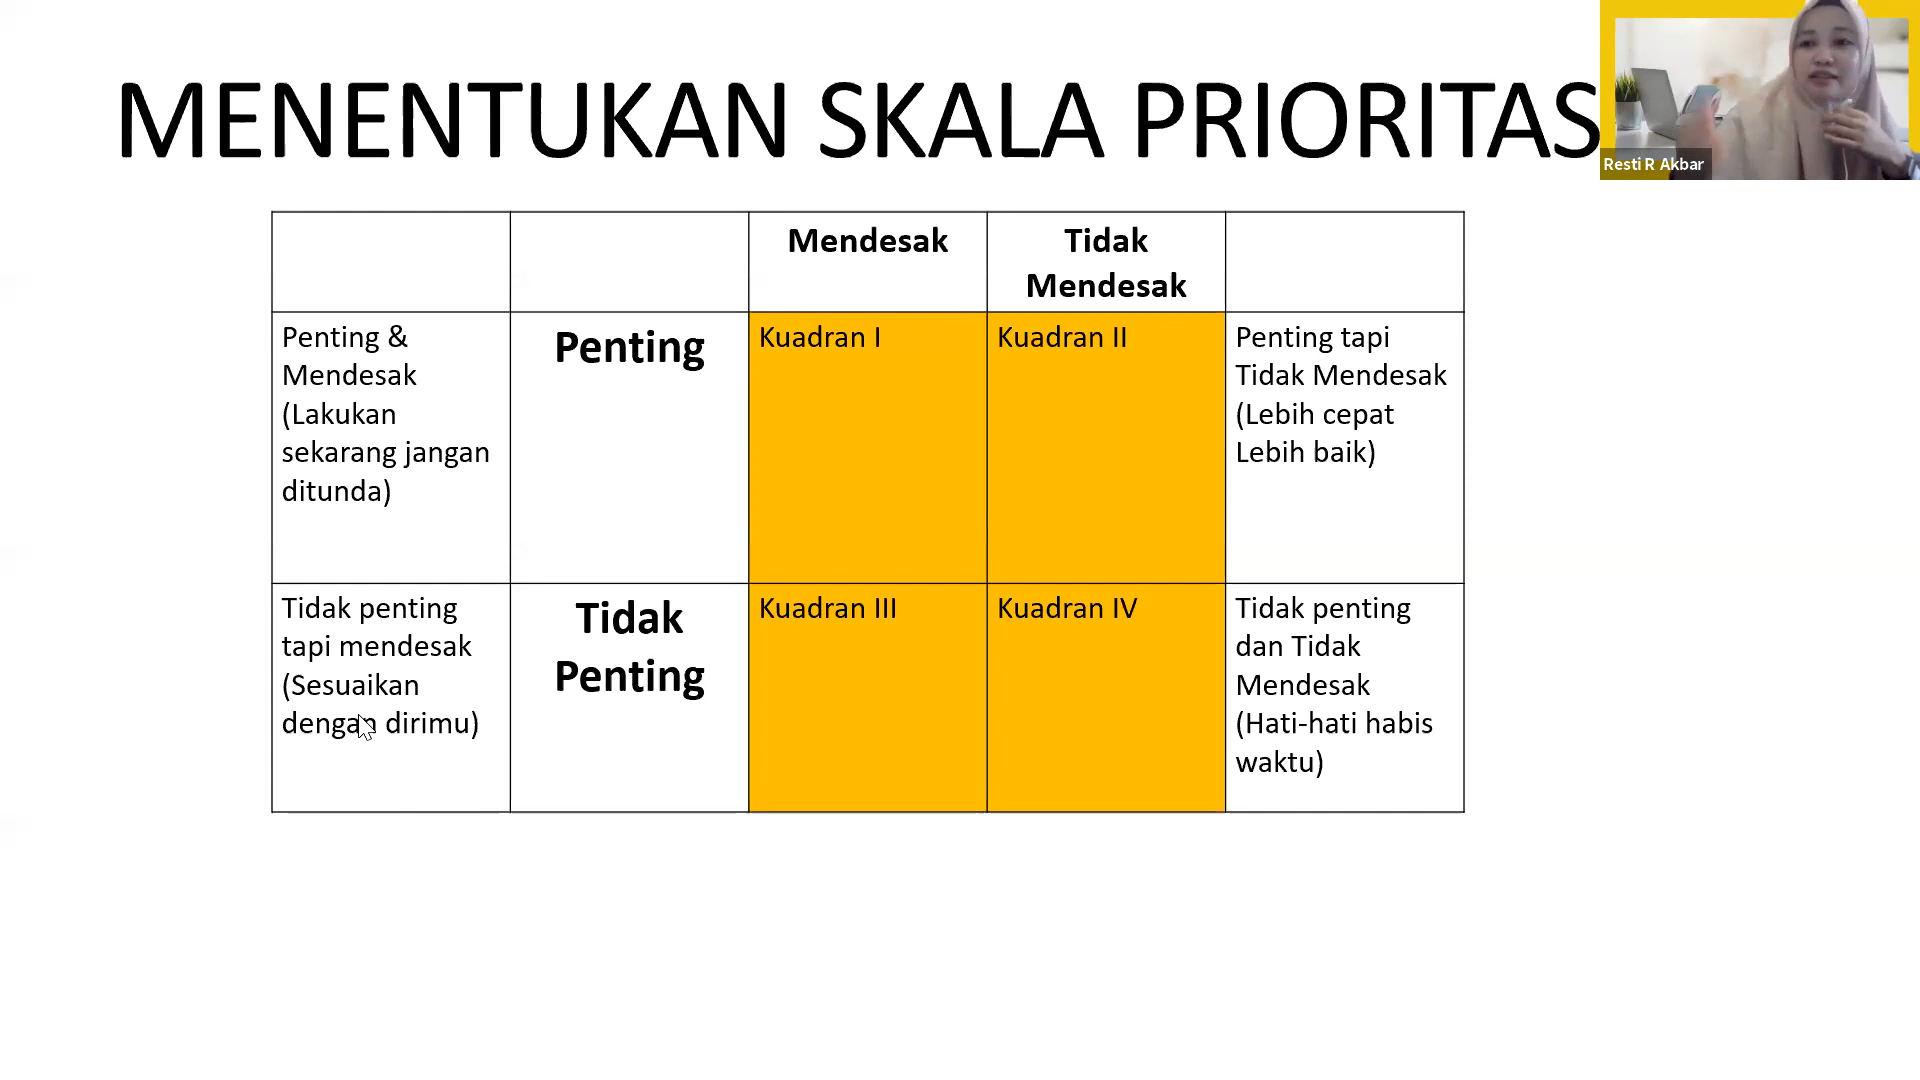 MENENTUKAN SKALA PRIORITAS
Resti R Akbar
Mendesak
Tidak
Mendesak
Penting &
Mendesak
(Lakukan
sekarang jangan
ditunda)
Penting
Kuadran I
Kuadran II
Penting tapi
Tidak Mendesak
(Lebih cepat
Lebih baik)
Tidak penting
tapi mendesak
(Sesuaikan
dengan dirimu)
Tidak
Penting
Kuadran III
Kuadran IV
Tidak penting
dan Tidak
Mendesak
(Hati-hati habis
waktu)